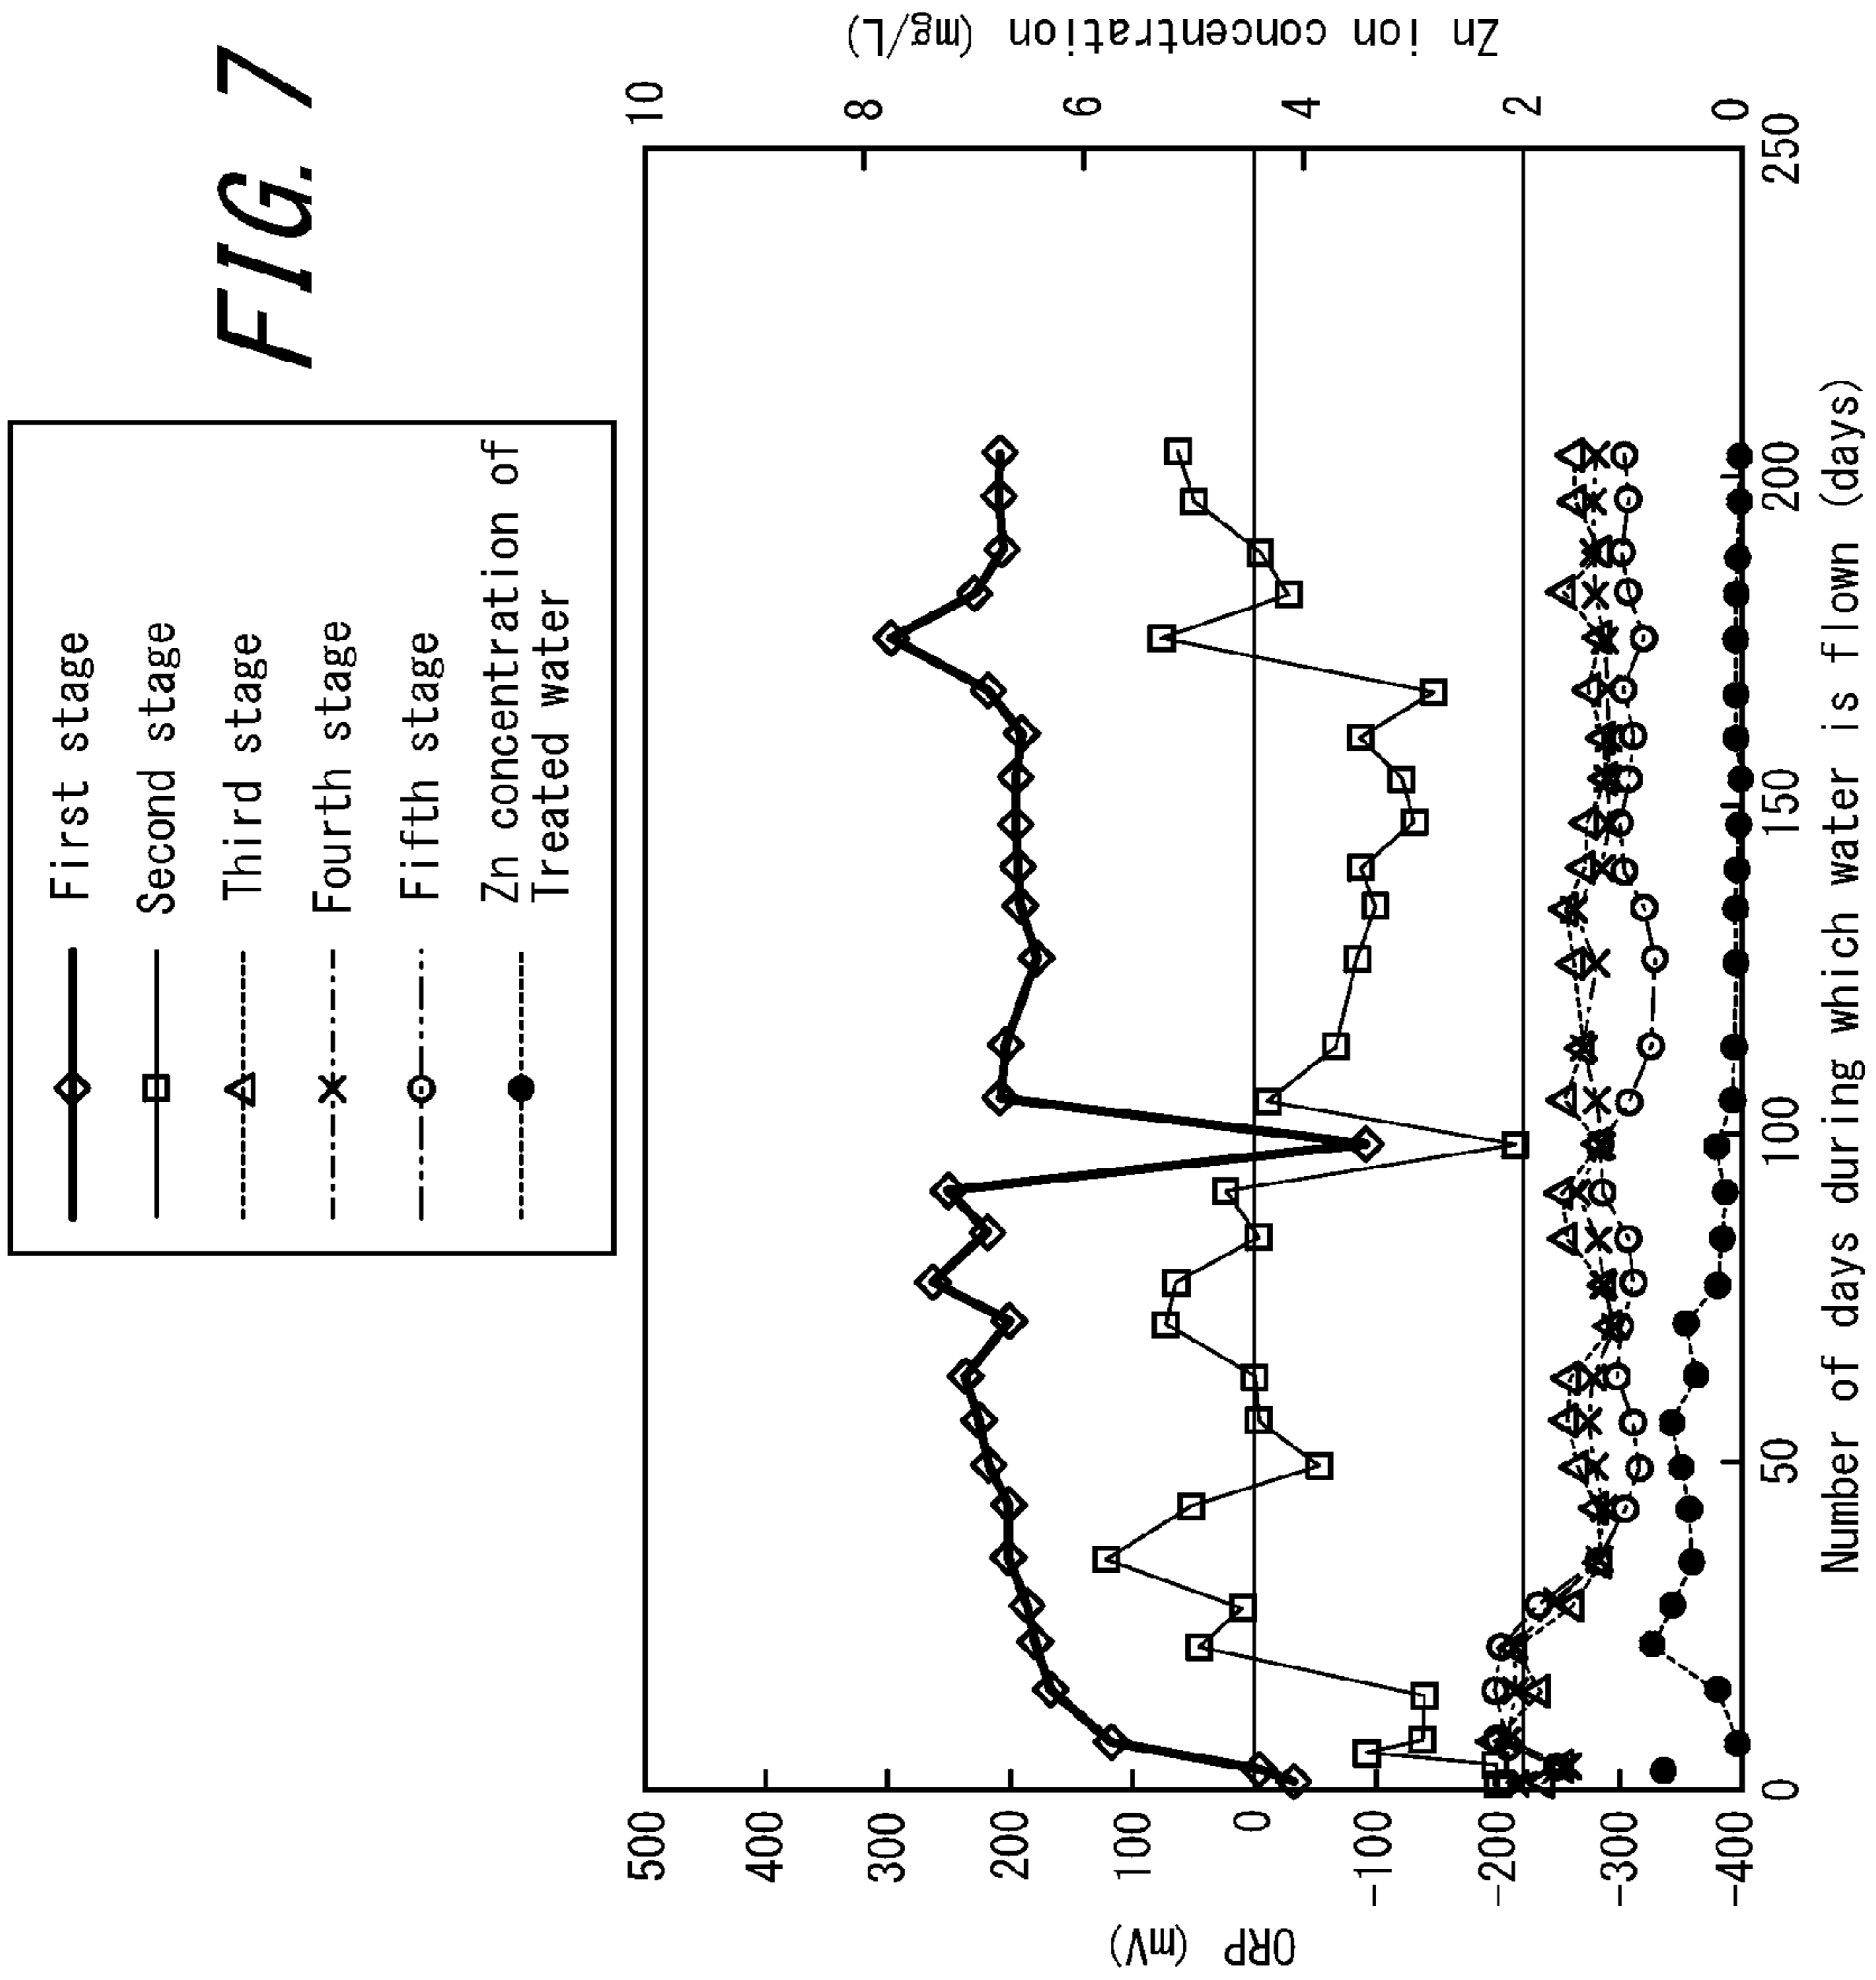 FIG. 7
First stage
Second stage
Third stage
Fourth stage
Fifth stage
Zn concentration of
Treated water
ORP (mV)
500
400
300
200
100
0
-100
-200
-300
-400
Zn ion concentration (mg/L)
10
8
6
4
2
0
0
50
100
150
200
250
Number of days during which water is flown (days)